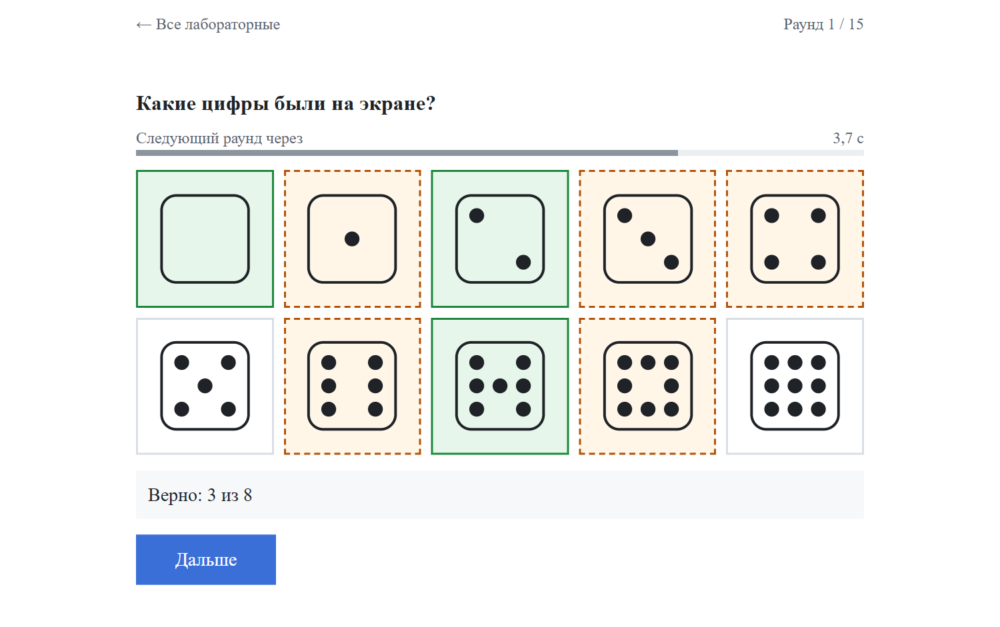 ← Все лабораторные
Раунд 1 / 15
Какие цифры были на экране?
Следующий раунд через
3,7 с
Верно: 3 из 8
Дальше